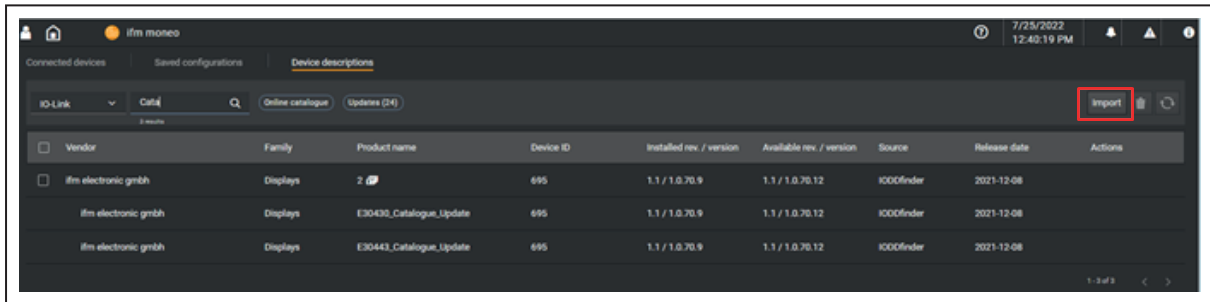 ifm moneo
7/25/2022
12:40:19 PM
Connected devices Saved configurations Device descriptions
IO-Link Cata Online catalogue Updates (24) Import
2 results
Vendor Family Product name Device ID Installed rev. / version Available rev. / version Source Release date Actions
ifm electronic gmbh Displays 2 695 1.1 / 1.0.70.9 1.1 / 1.0.70.12 IODDfinder 2021-12-08
ifm electronic gmbh Displays E30430_Catalogue_Update 695 1.1 / 1.0.70.9 1.1 / 1.0.70.12 IODDfinder 2021-12-08
ifm electronic gmbh Displays E30443_Catalogue_Update 695 1.1 / 1.0.70.9 1.1 / 1.0.70.12 IODDfinder 2021-12-08
1 - 3 of 3